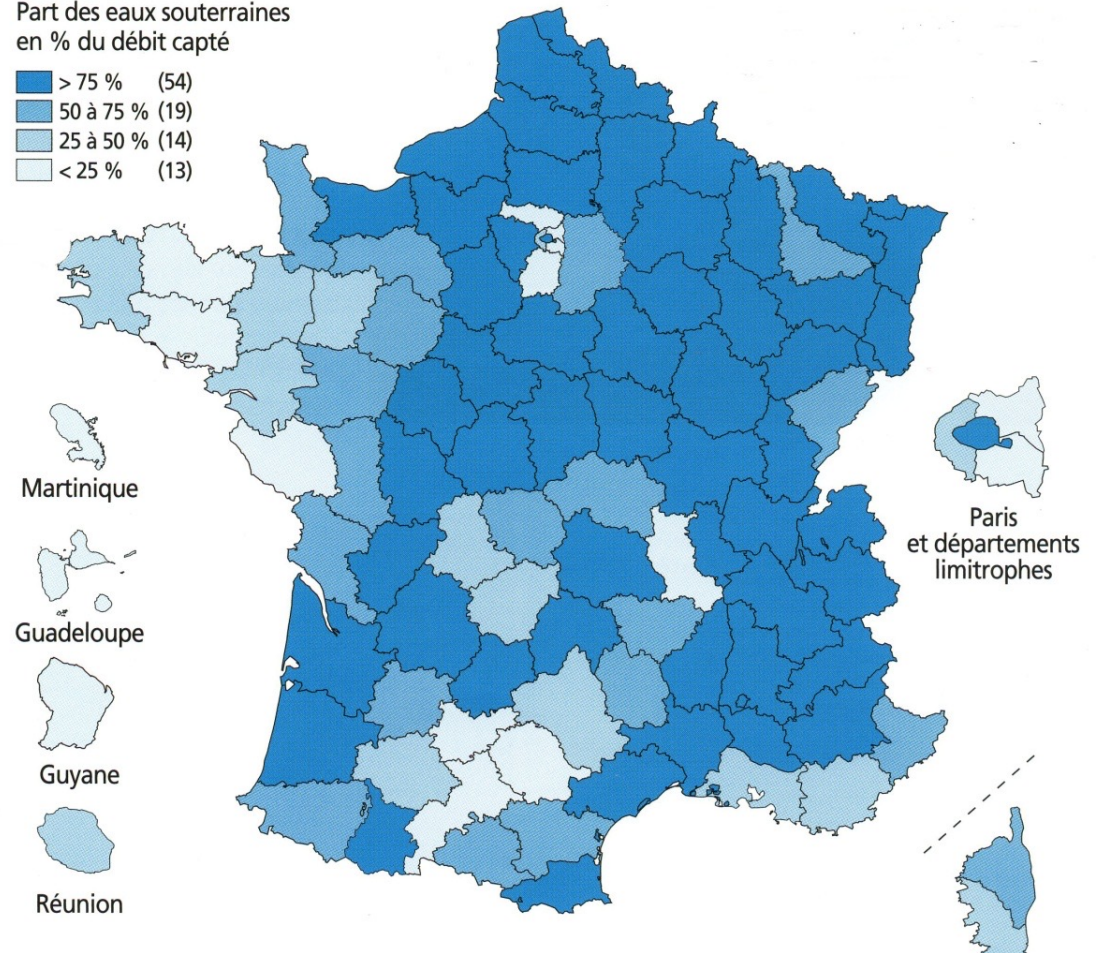 Part des eaux souterraines
en % du débit capté
> 75 % (54)
50 à 75 % (19)
25 à 50 % (14)
< 25 % (13)
Martinique
Guadeloupe
Guyane
Réunion
Paris
et départements
limitrophes